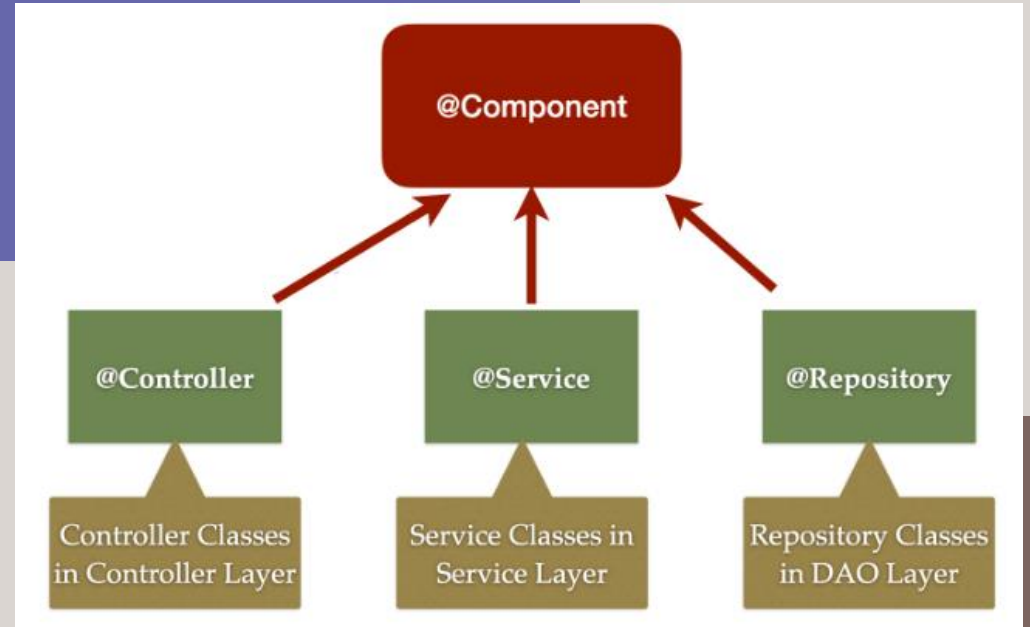 @Component
@Controller
@Service
@Repository
Controller Classes
in Controller Layer
Service Classes in
Service Layer
Repository Classes
in DAO Layer